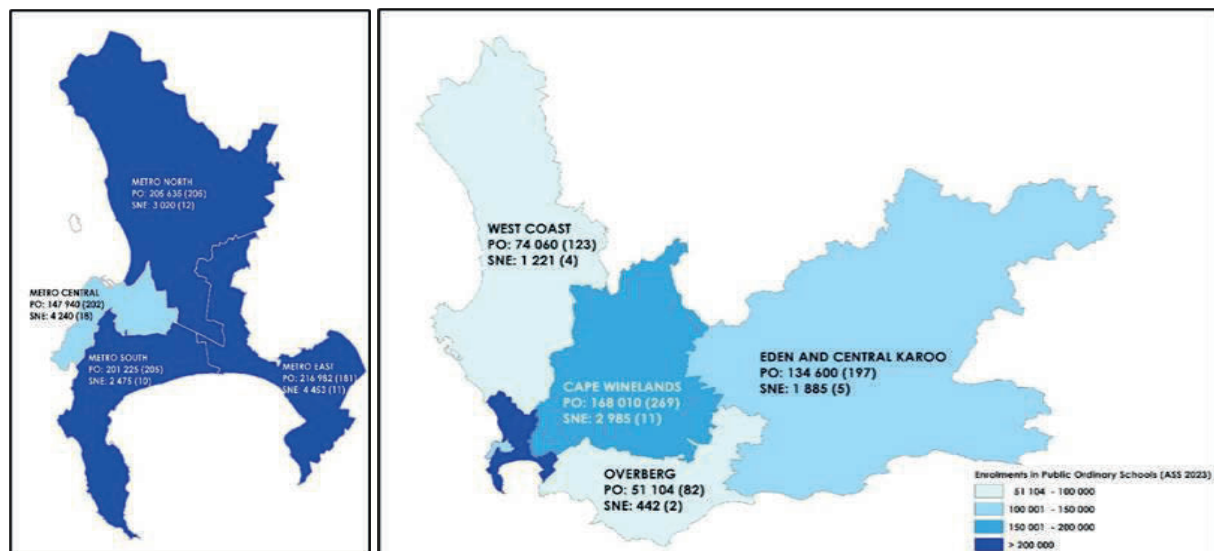 METRO NORTH
PO: 205 635 (205)
SNE: 3 020 (12)
METRO CENTRAL
PO: 147 940 (202)
SNE: 4 240 (18)
METRO SOUTH
PO: 201 225 (205)
SNE: 2 475 (10)
METRO EAST
PO: 216 952 (181)
SNE: 4 453 (11)
WEST COAST
PO: 74 060 (123)
SNE: 1 221 (4)
CAPE WINELANDS
PO: 168 010 (269)
SNE: 2 985 (11)
EDEN AND CENTRAL KAROO
PO: 134 600 (197)
SNE: 1 885 (5)
OVERBERG
PO: 51 104 (82)
SNE: 442 (2)
Enrolments in Public Ordinary Schools (ASS 2023)
51 104 - 100 000
100 001 - 150 000
150 001 - 200 000
> 200 000